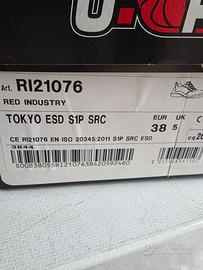 Art. RI21076
RED INDUSTRY
TOKYO ESD S1P SRC
EUR
38
5
CE RI21076 EN ISO 20345:2011 S1P SRC ESD
3844
S00838055RI2107638420592460